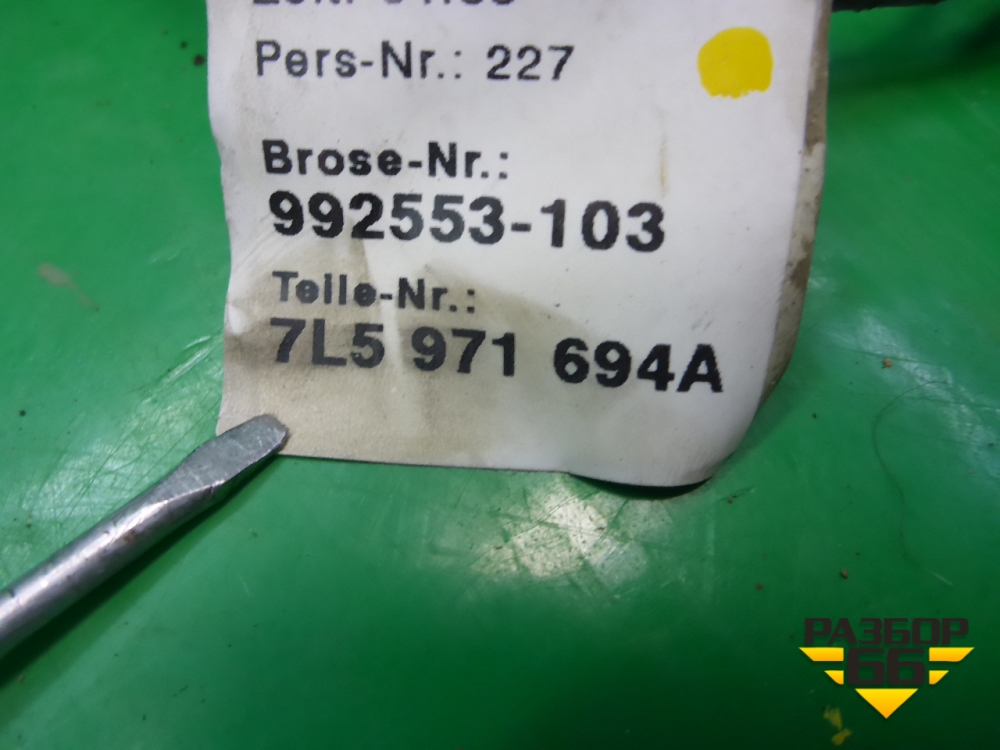 Pers-Nr.: 227
Brose-Nr.:
992553-103
Teile-Nr.:
7L5 971 694A
РАЗБОР
66